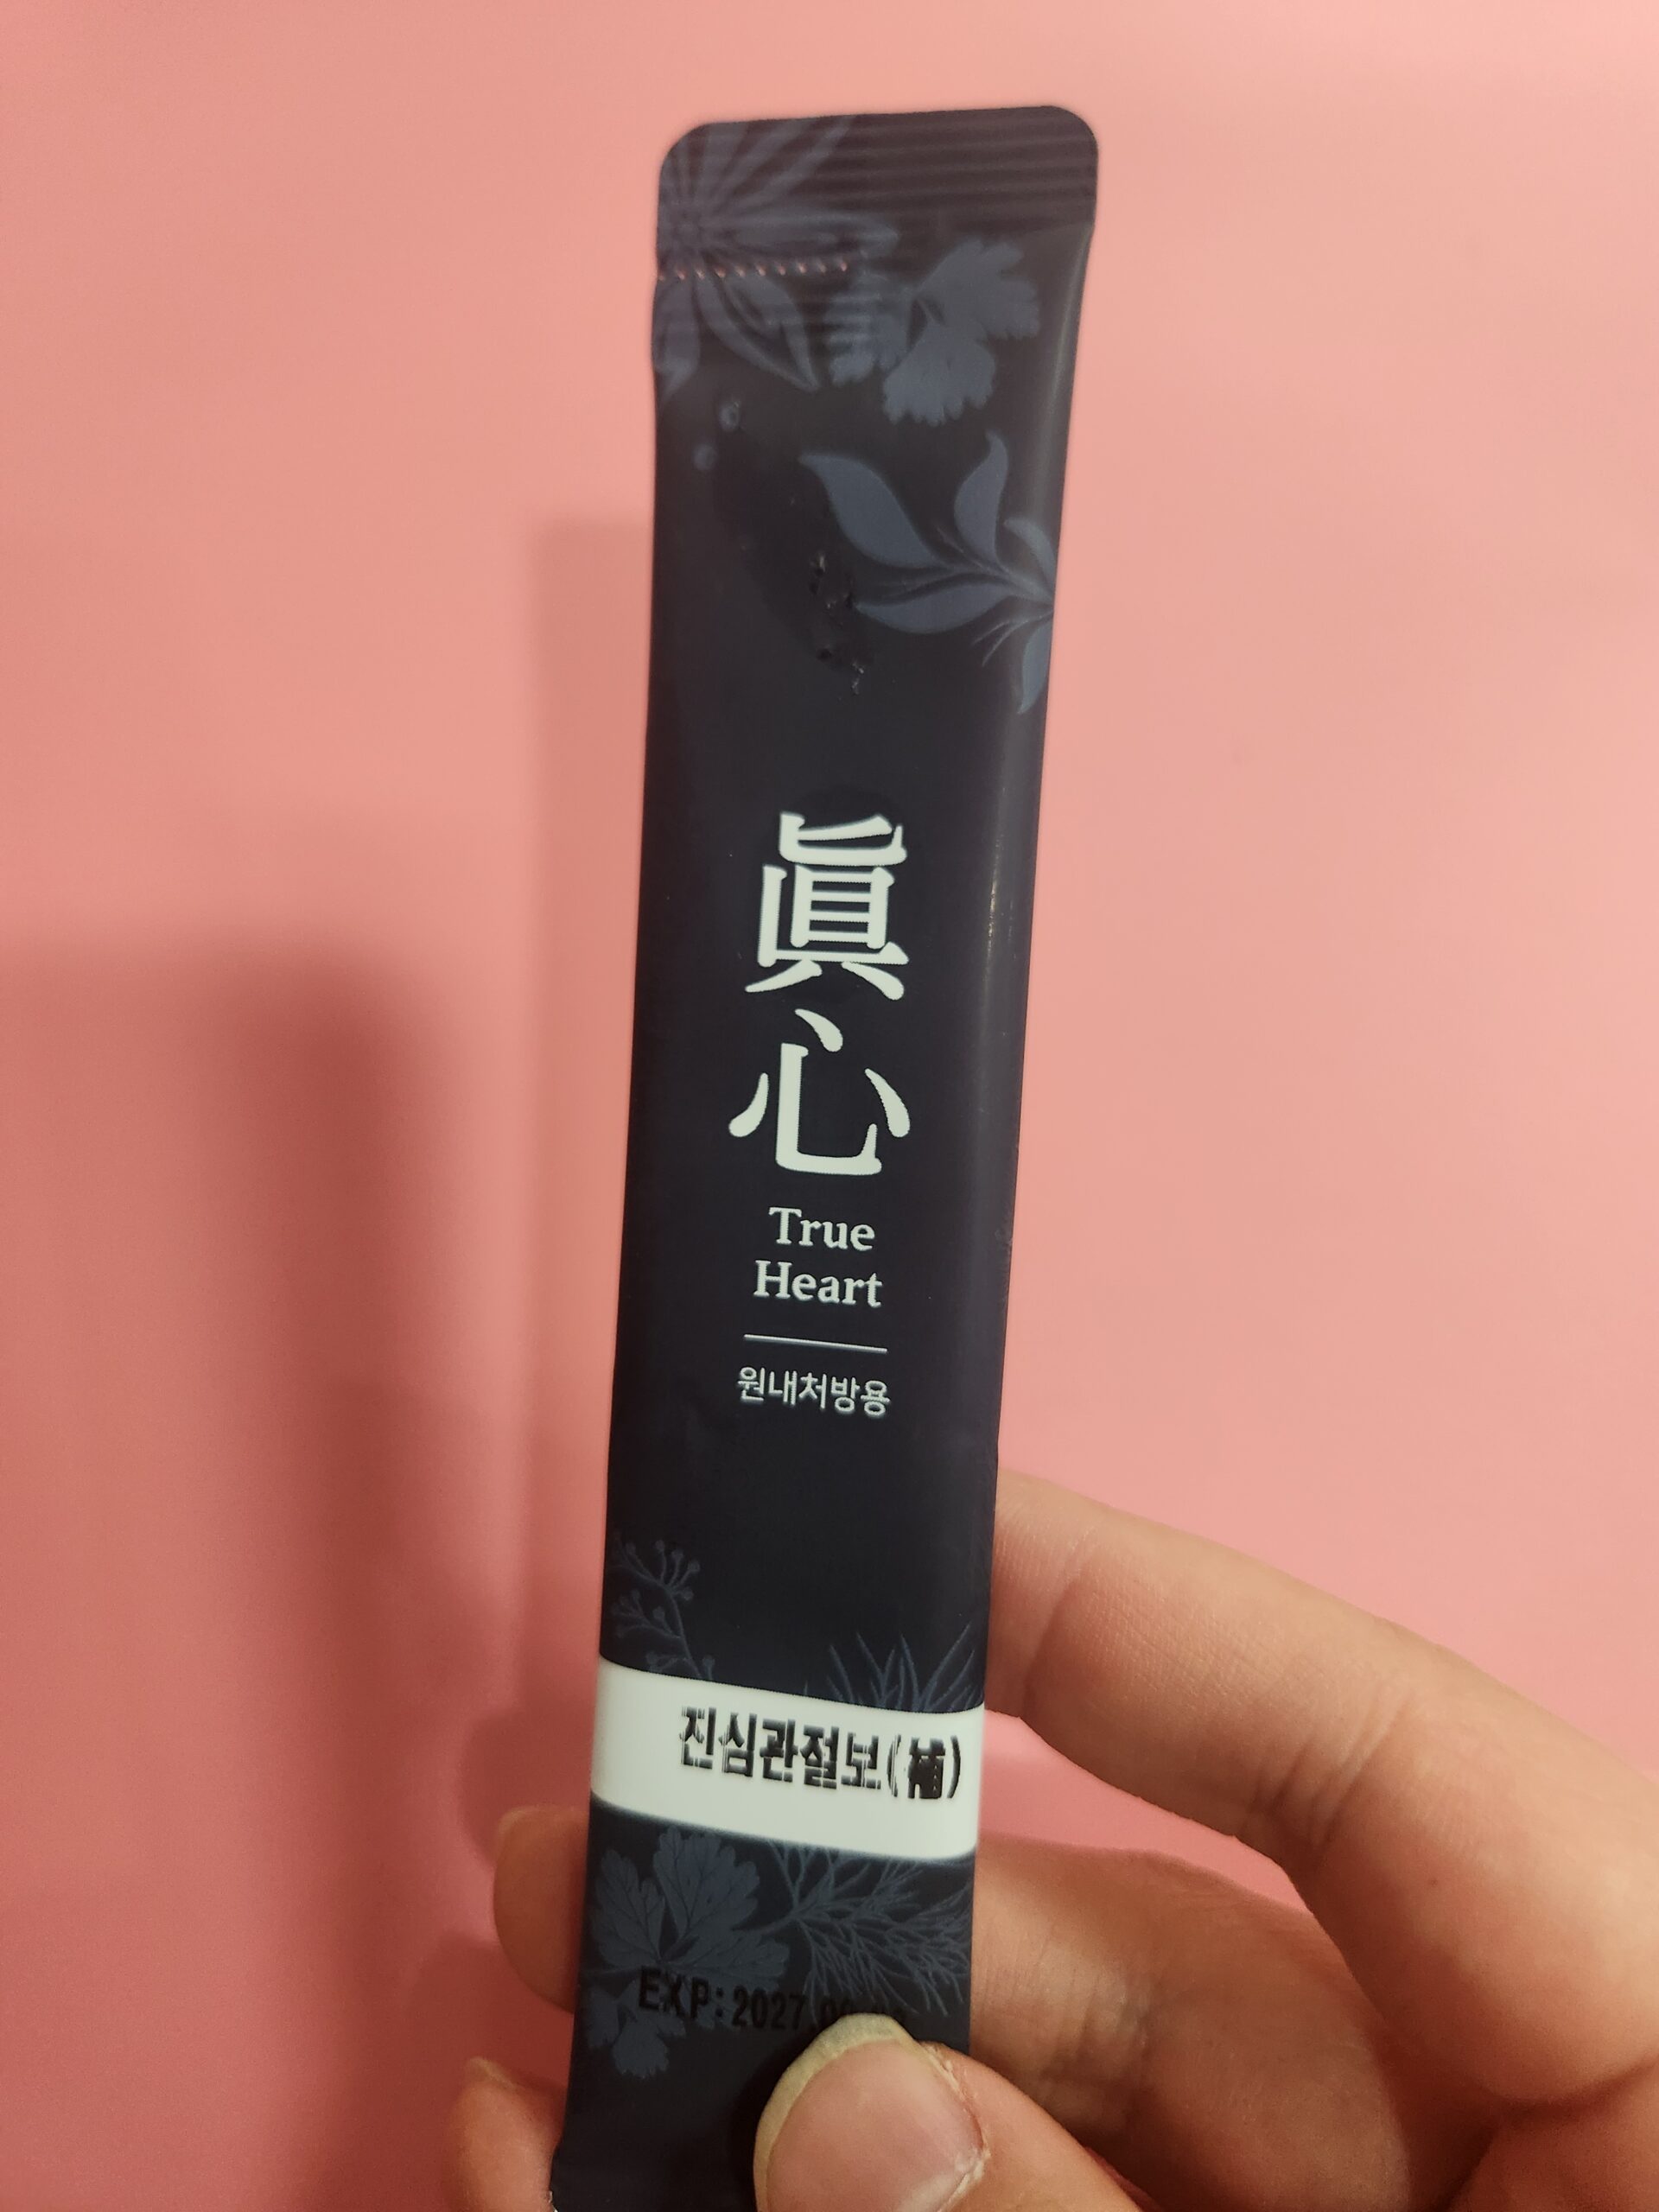 眞心
True
Heart
원내처방용
진심관절보(補)
EXP:2027